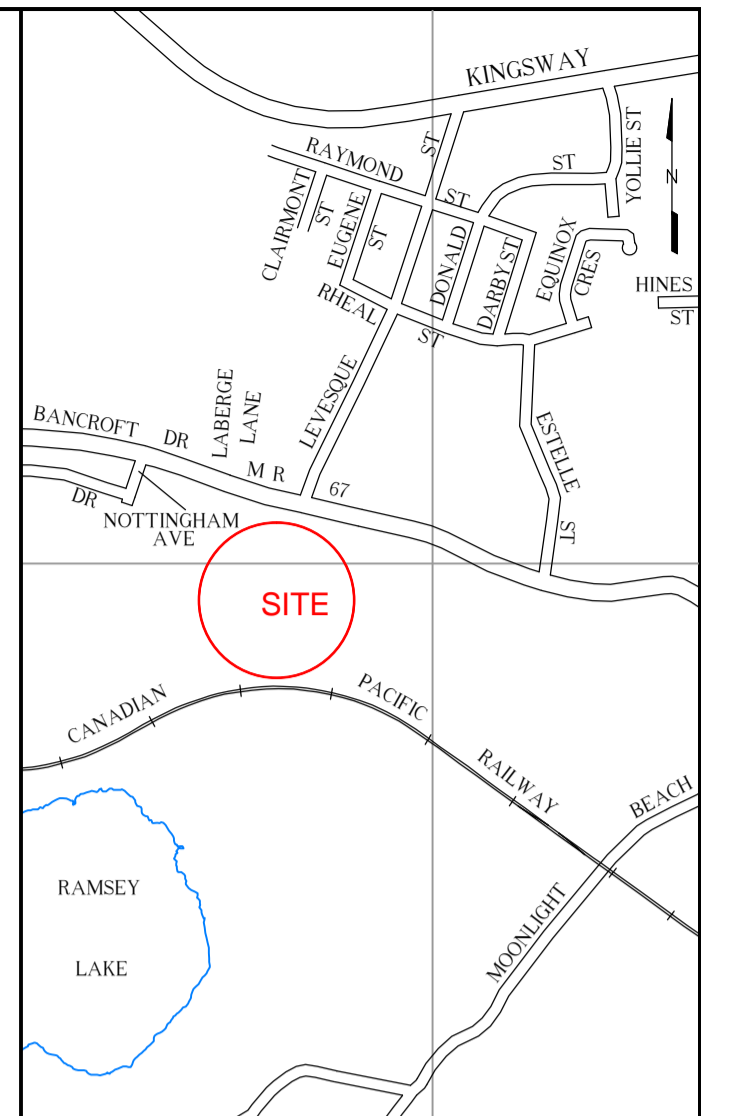 KINGSWAY
RAYMOND
ST
ST
ST
YOLLIE ST
N
CLAIRMONT
ST
EUGENE
ST
DONALD
DARBY ST
EQUINOX
CRES
HINES
ST
RHEAL
ST
LEVESQUE
LABERGE
LANE
BANCROFT
DR
M R
67
ESTELLE
ST
DR
NOTTINGHAM
AVE
SITE
CANADIAN
PACIFIC
RAILWAY
BEACH
MOONLIGHT
RAMSEY
LAKE